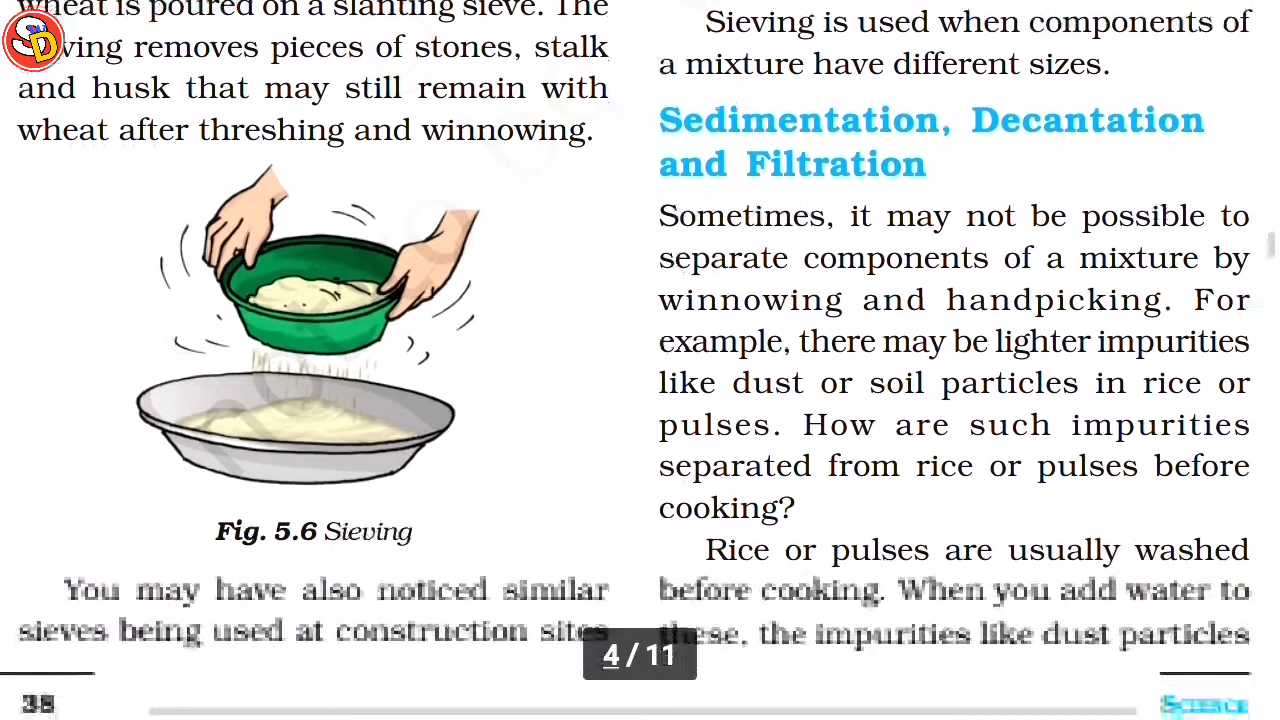 wheat is poured on a slanting sieve. The
removes pieces of stones, stalk
and husk that may still remain with
wheat after threshing and winnowing.
Fig. 5.6 Sieving
You may have also noticed similar
sieves being used at construction sites
38
Sieving is used when components of
a mixture have different sizes.
Sedimentation, Decantation
and Filtration
Sometimes, it may not be possible to
separate components of a mixture by
winnowing and handpicking. For
example, there may be lighter impurities
like dust or soil particles in rice or
pulses. How are such impurities
separated from rice or pulses before
cooking?
Rice or pulses are usually washed
before cooking. When you add water to
these, the impurities like dust particles
4 / 11
SCIENCE
SD